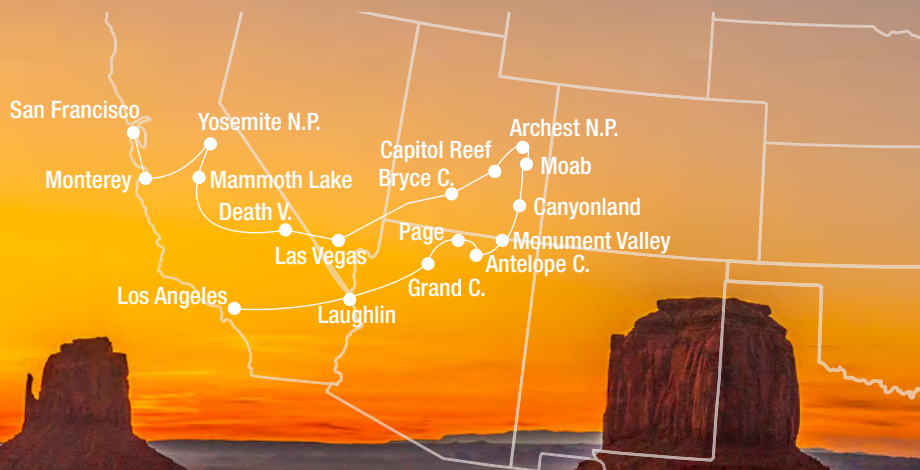 San Francisco
Yosemite N.P.
Archest N.P.
Capitol Reef
Moab
Monterey
Mammoth Lake
Bryce C.
Canyonland
Death V.
Page
Monument Valley
Las Vegas
Antelope C.
Grand C.
Los Angeles
Laughlin